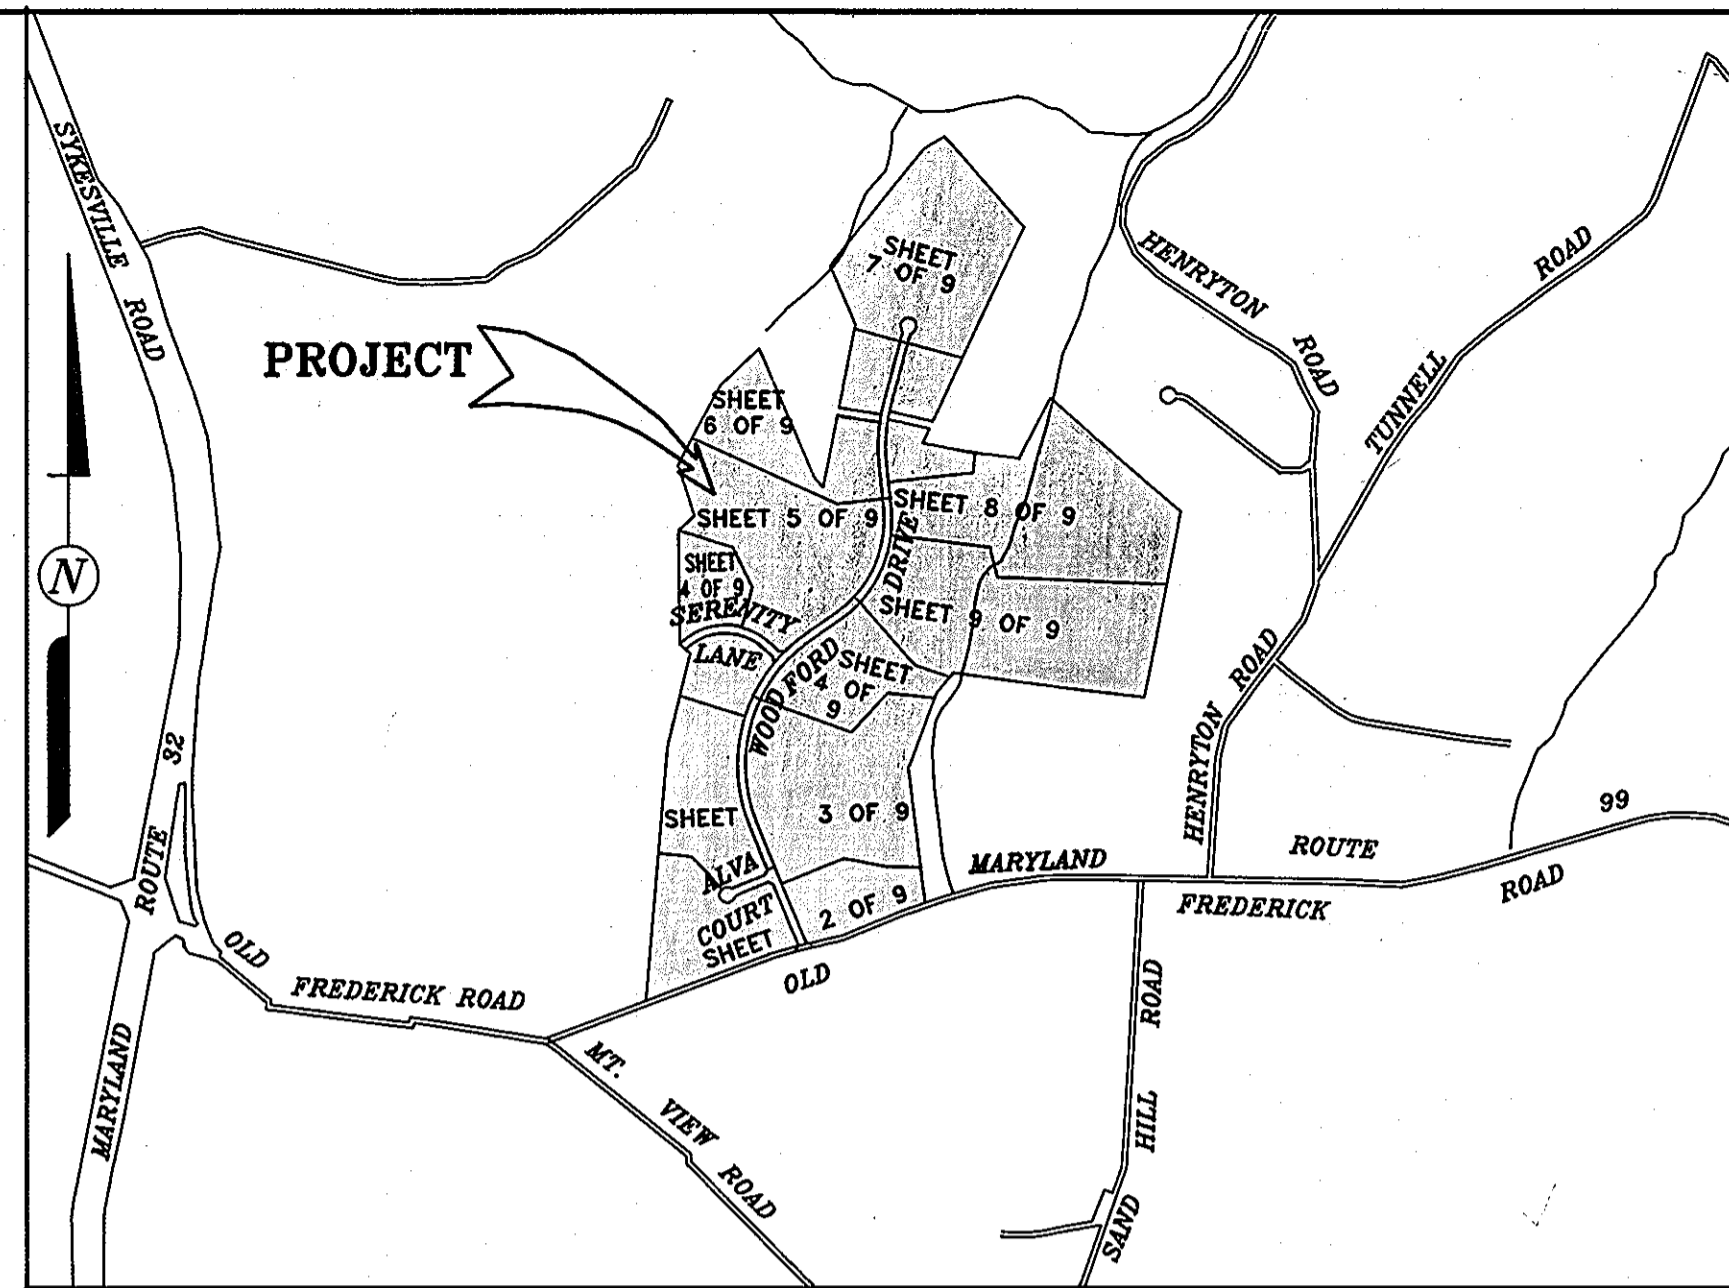 SYKESVILLE ROAD
PROJECT
N
SHEET
7 OF 9
SHEET
6 OF 9
SHEET 5 OF 9
SHEET 8 OF 9
SHEET
4 OF 9
SERENITY
LANE
SHEET 9 OF 9
WOODFORD DRIVE
SHEET
4 OF
9
SHEET 3 OF 9
ALVA
COURT
SHEET 2 OF 9
HENRYTON ROAD
TUNNELL ROAD
HENRYTON ROAD
MARYLAND ROUTE 32
MARYLAND ROUTE 99
OLD FREDERICK ROAD
OLD FREDERICK ROAD
MT. VIEW ROAD
SAND HILL ROAD